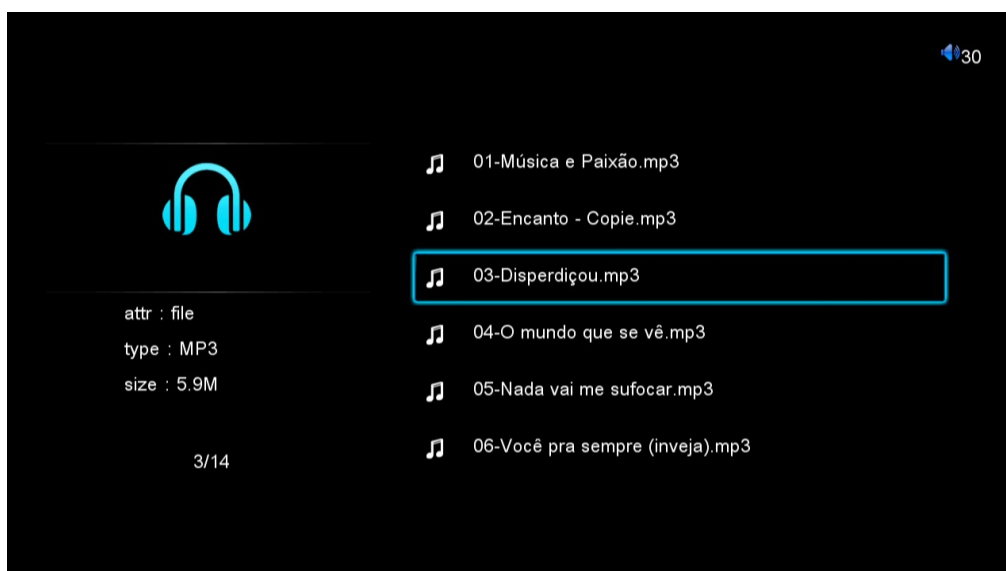 30
01-Música e Paixão.mp3
02-Encanto - Copie.mp3
03-Disperdiçou.mp3
04-O mundo que se vê.mp3
05-Nada vai me sufocar.mp3
06-Você pra sempre (inveja).mp3
attr : file
type : MP3
size : 5.9M
3/14